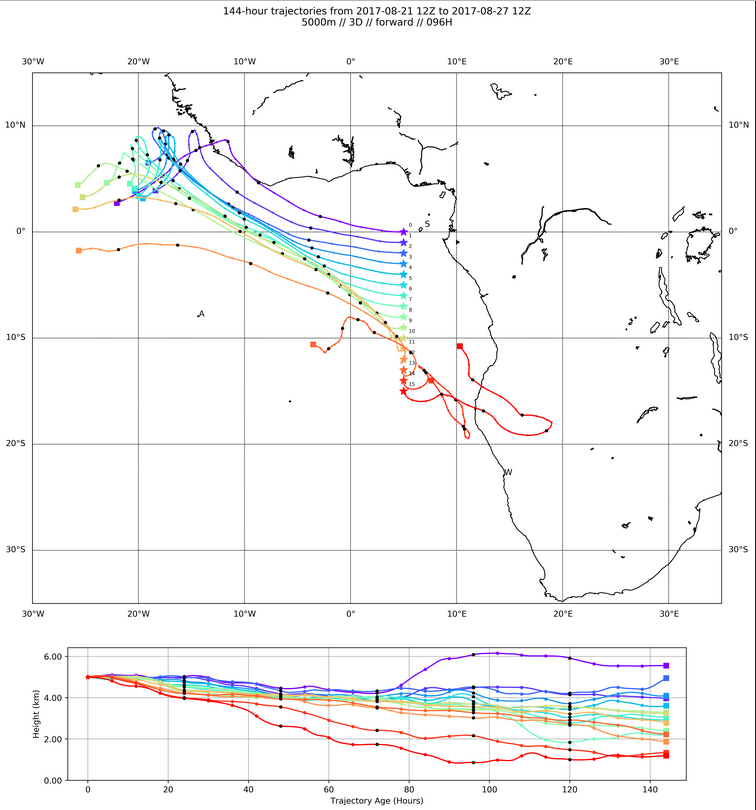 144-hour trajectories from 2017-08-21 12Z to 2017-08-27 12Z
5000m // 3D // forward // 096H
30°W 20°W 10°W 0° 10°E 20°E 30°E
10°N 10°N
0 
S
0° 0°
1
2
3
4
5
6
7
8
A
9
10
10°S 10°S
11
12
13
14
15
20°S 20°S
W
30°S 30°S
30°W 20°W 10°W 0° 10°E 20°E 30°E
6.00
4.00
2.00
0.00
Height (km)
0 20 40 60 80 100 120 140
Trajectory Age (Hours)